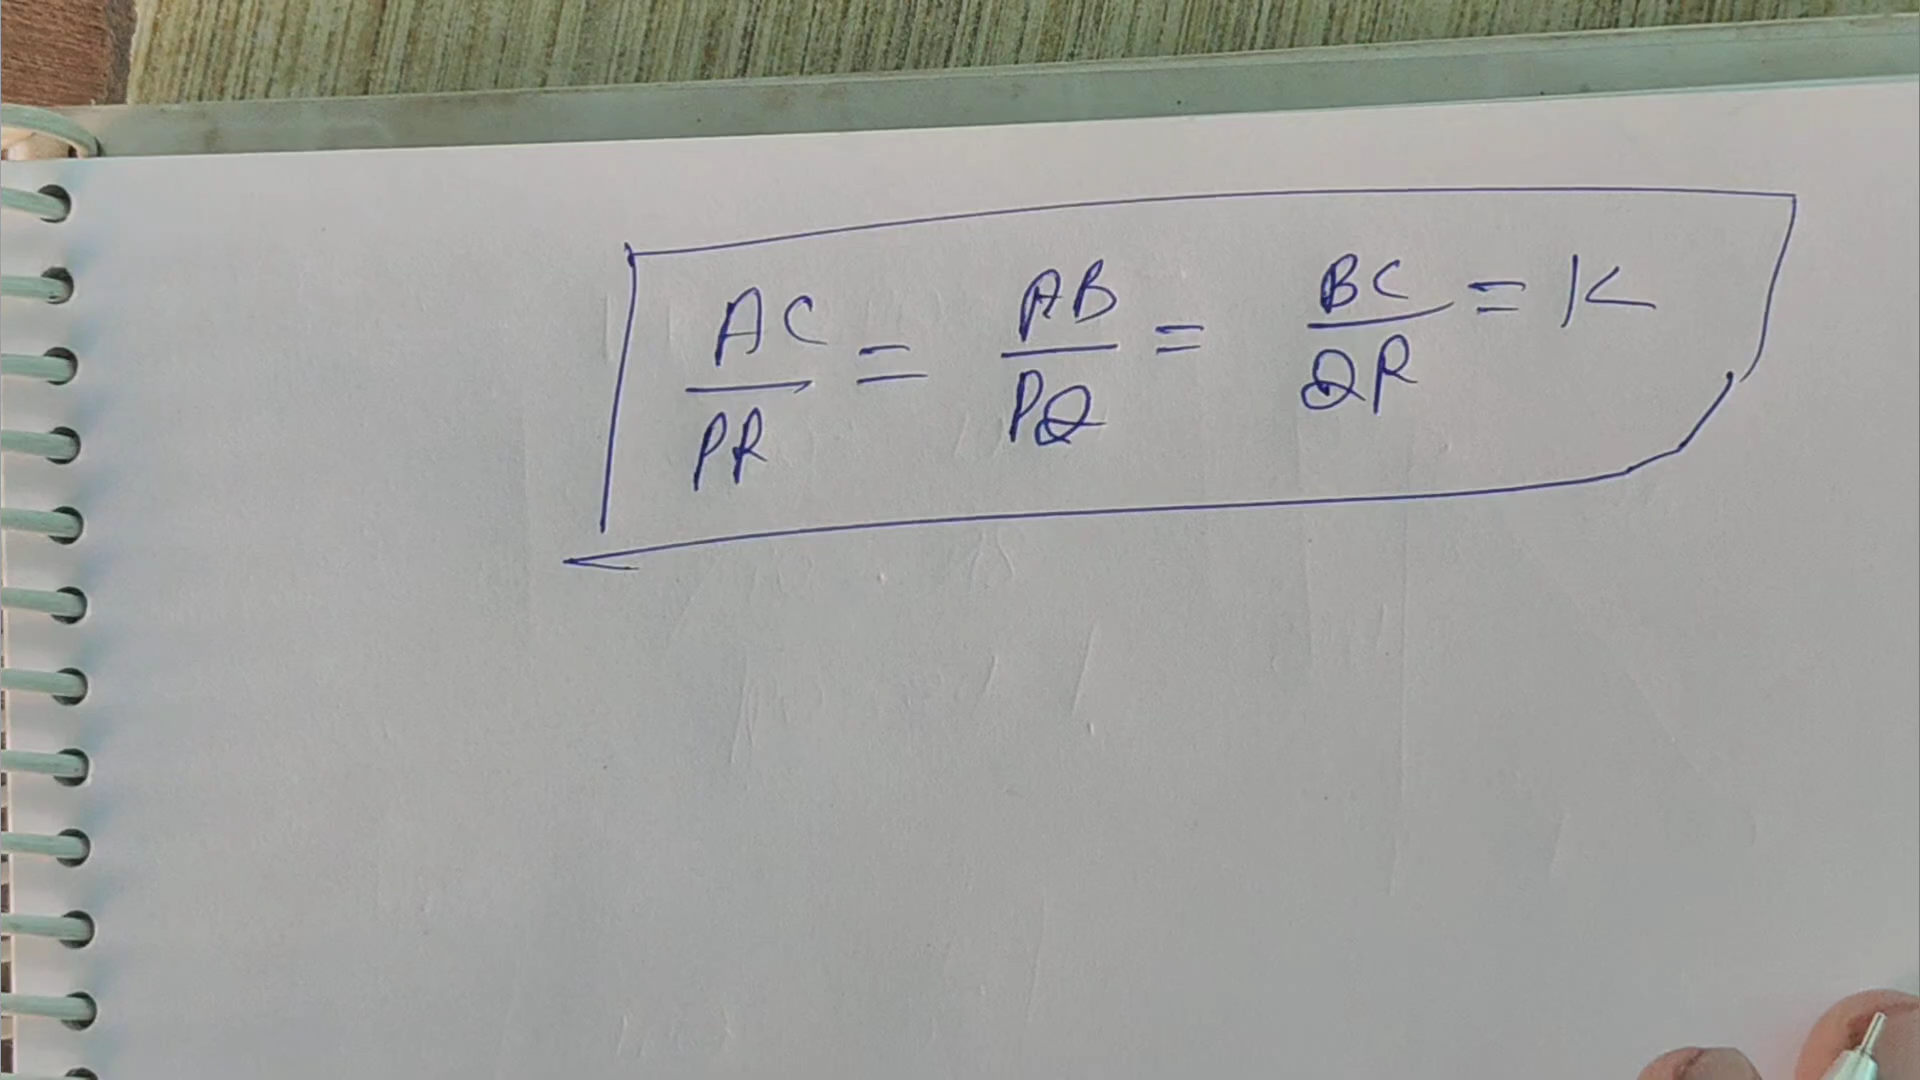 AC/PR = AB/PQ = BC/QR = K